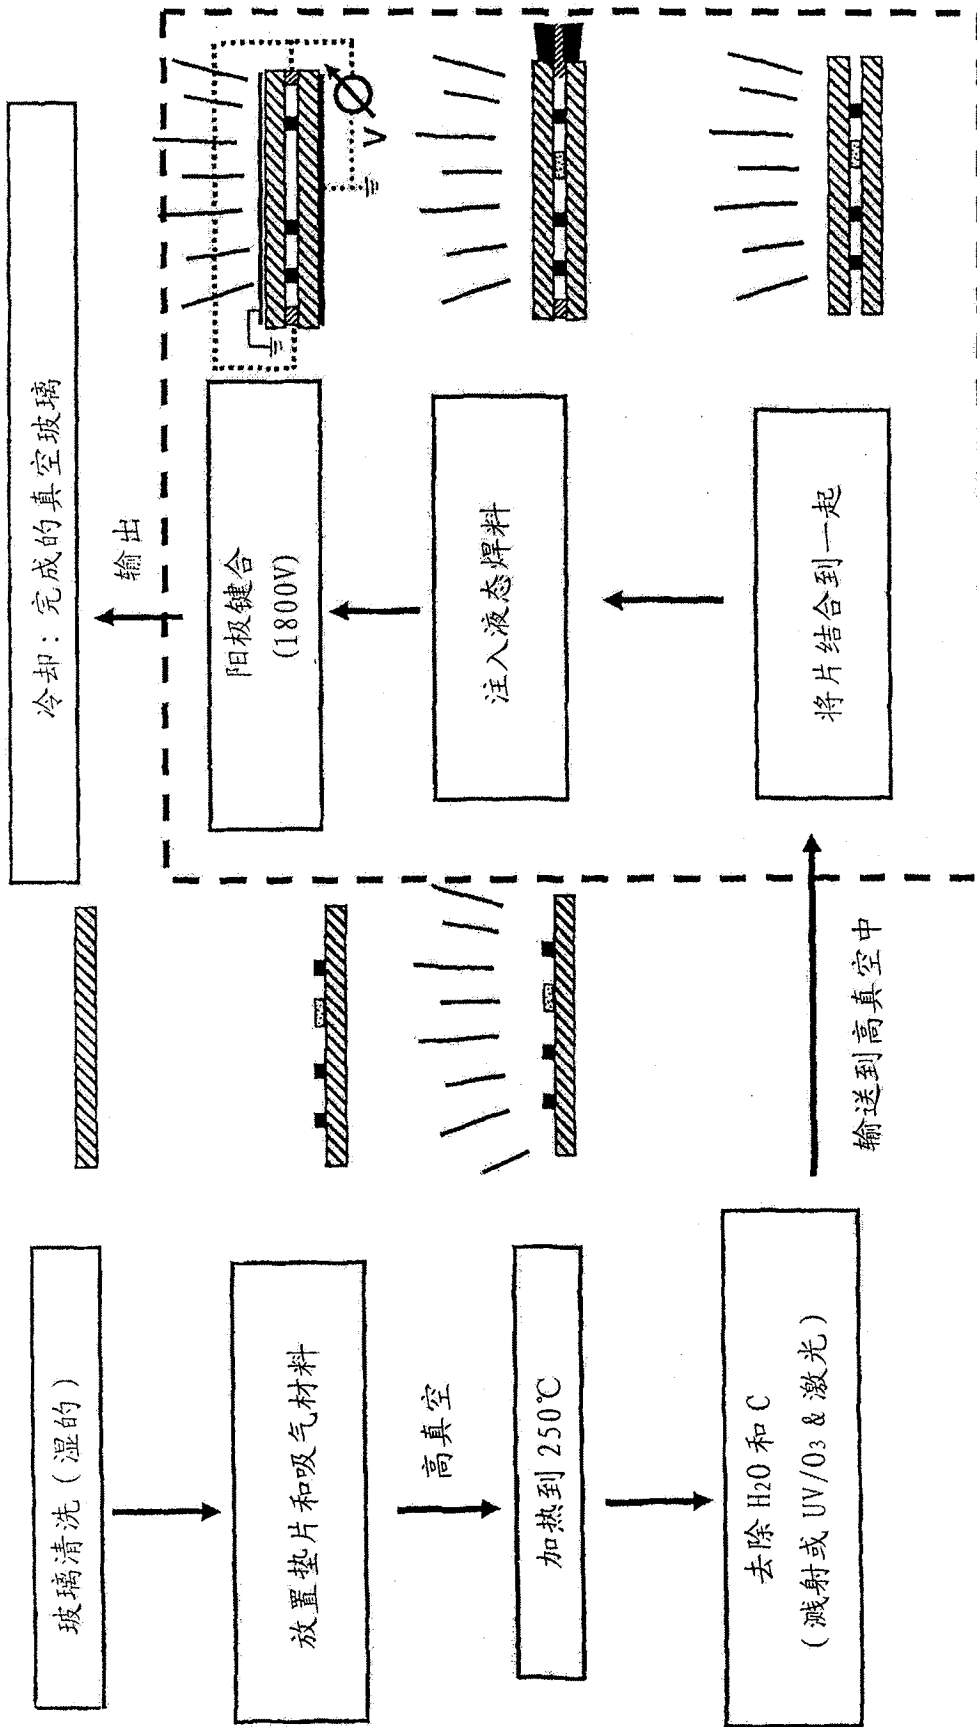 玻璃清洗（湿的）
放置垫片和吸气材料
高真空
加热到 250℃
去除 H2O 和 C
（溅射或 UV/O3 & 激光）
输送到高真空中
将片结合到一起
注入液态焊料
阳极键合
(1800V)
V
输出
冷却：完成的真空玻璃